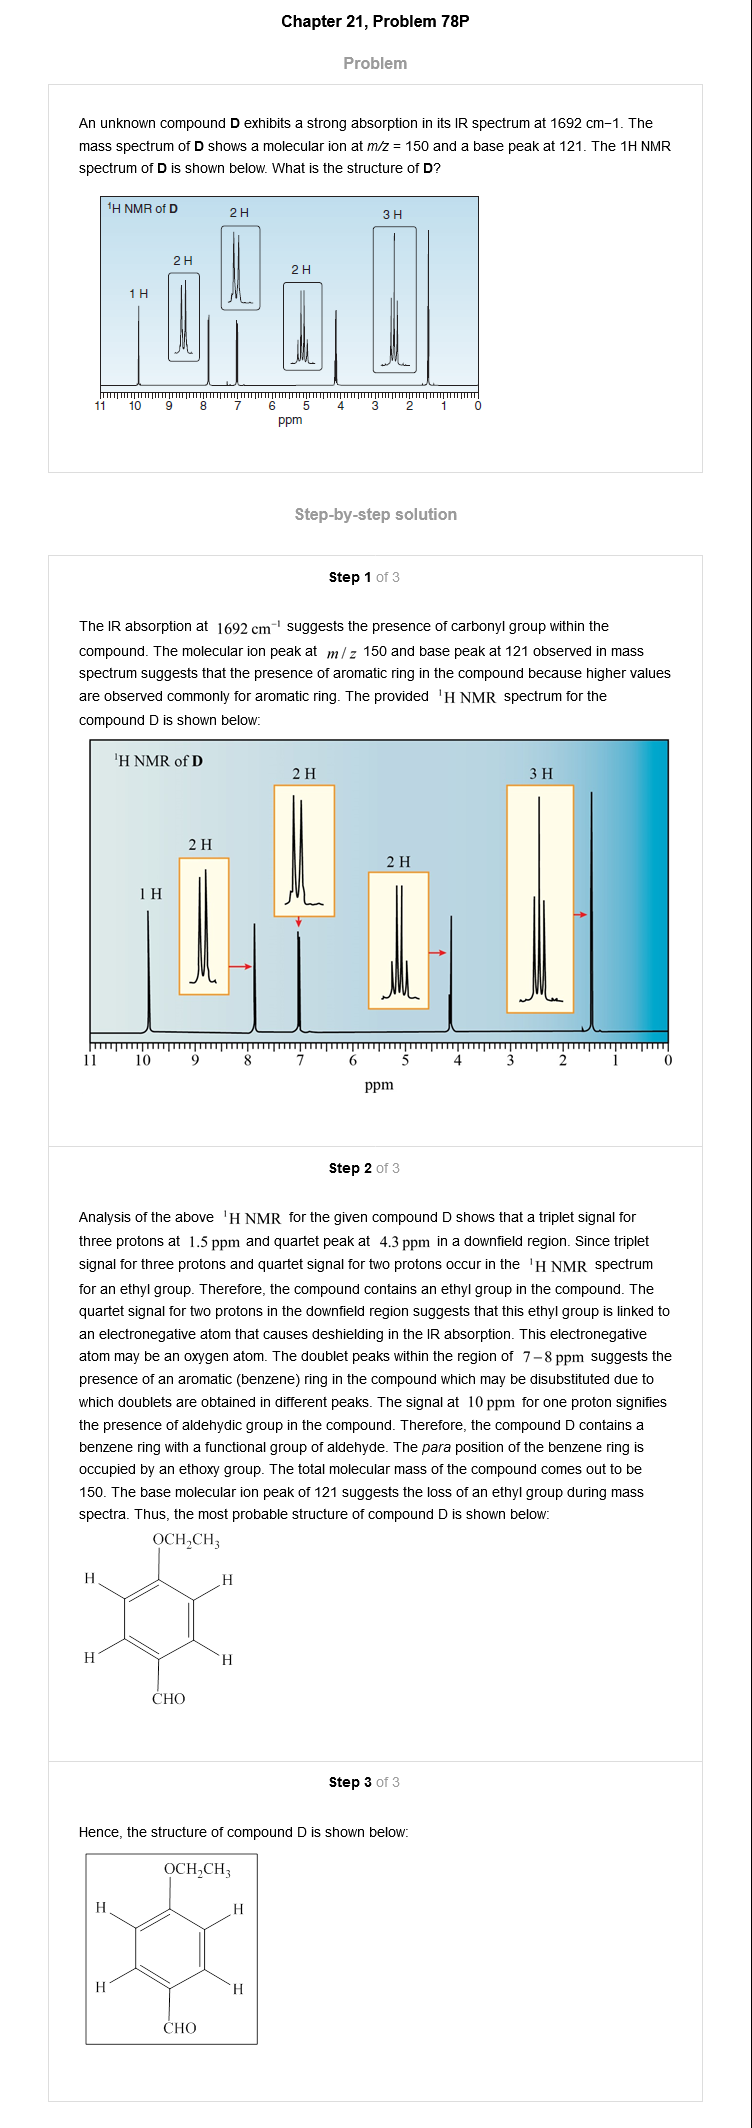 Chapter 21, Problem 78P
Problem
An unknown compound D exhibits a strong absorption in its IR spectrum at 1692 cm−1. The
mass spectrum of D shows a molecular ion at m/z = 150 and a base peak at 121. The 1H NMR
spectrum of D is shown below. What is the structure of D?
¹H NMR of D
2 H
3 H
2 H
2 H
1 H
11 10 9 8 7 6 5 4 3 2 1 0
ppm
Step-by-step solution
Step 1 of 3
The IR absorption at 1692 cm⁻¹ suggests the presence of carbonyl group within the
compound. The molecular ion peak at m / z 150 and base peak at 121 observed in mass
spectrum suggests that the presence of aromatic ring in the compound because higher values
are observed commonly for aromatic ring. The provided ¹H NMR spectrum for the
compound D is shown below:
¹H NMR of D
2 H
3 H
2 H
2 H
1 H
11 10 9 8 7 6 5 4 3 2 1 0
ppm
Step 2 of 3
Analysis of the above ¹H NMR for the given compound D shows that a triplet signal for
three protons at 1.5 ppm and quartet peak at 4.3 ppm in a downfield region. Since triplet
signal for three protons and quartet signal for two protons occur in the ¹H NMR spectrum
for an ethyl group. Therefore, the compound contains an ethyl group in the compound. The
quartet signal for two protons in the downfield region suggests that this ethyl group is linked to
an electronegative atom that causes deshielding in the IR absorption. This electronegative
atom may be an oxygen atom. The doublet peaks within the region of 7−8 ppm suggests the
presence of an aromatic (benzene) ring in the compound which may be disubstituted due to
which doublets are obtained in different peaks. The signal at 10 ppm for one proton signifies
the presence of aldehydic group in the compound. Therefore, the compound D contains a
benzene ring with a functional group of aldehyde. The para position of the benzene ring is
occupied by an ethoxy group. The total molecular mass of the compound comes out to be
150. The base molecular ion peak of 121 suggests the loss of an ethyl group during mass
spectra. Thus, the most probable structure of compound D is shown below:
OCH₂CH₃
H H
H H
CHO
Step 3 of 3
Hence, the structure of compound D is shown below:
OCH₂CH₃
H H
H H
CHO